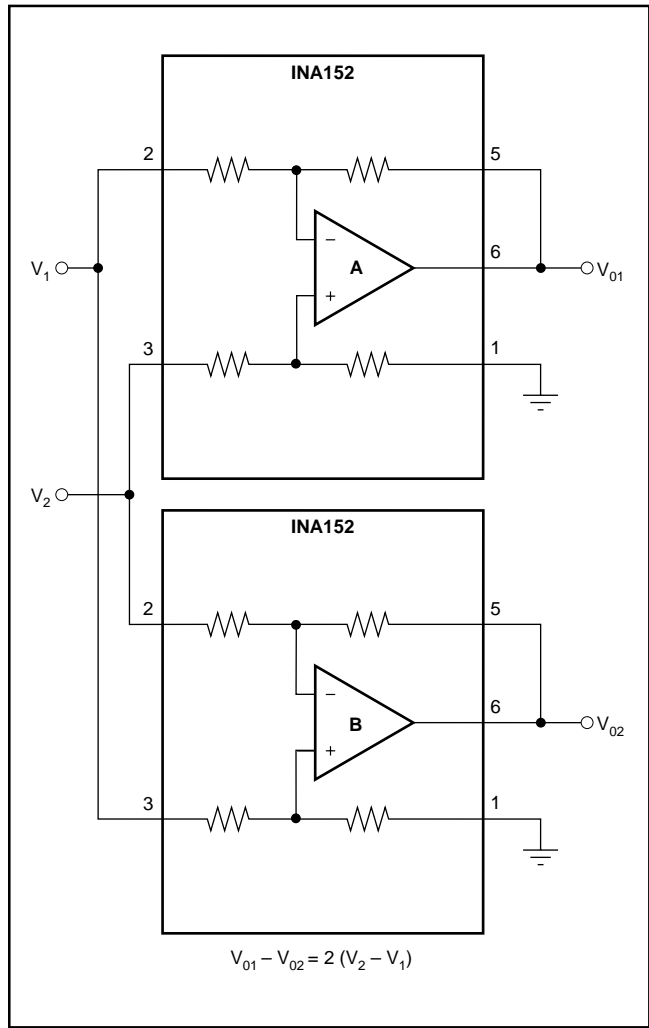 INA152
2
5
−
A
6
V₁
V₀₁
+
3
1
V₂
INA152
2
5
−
B
6
V₀₂
+
3
1
V₀₁ – V₀₂ = 2 (V₂ – V₁)